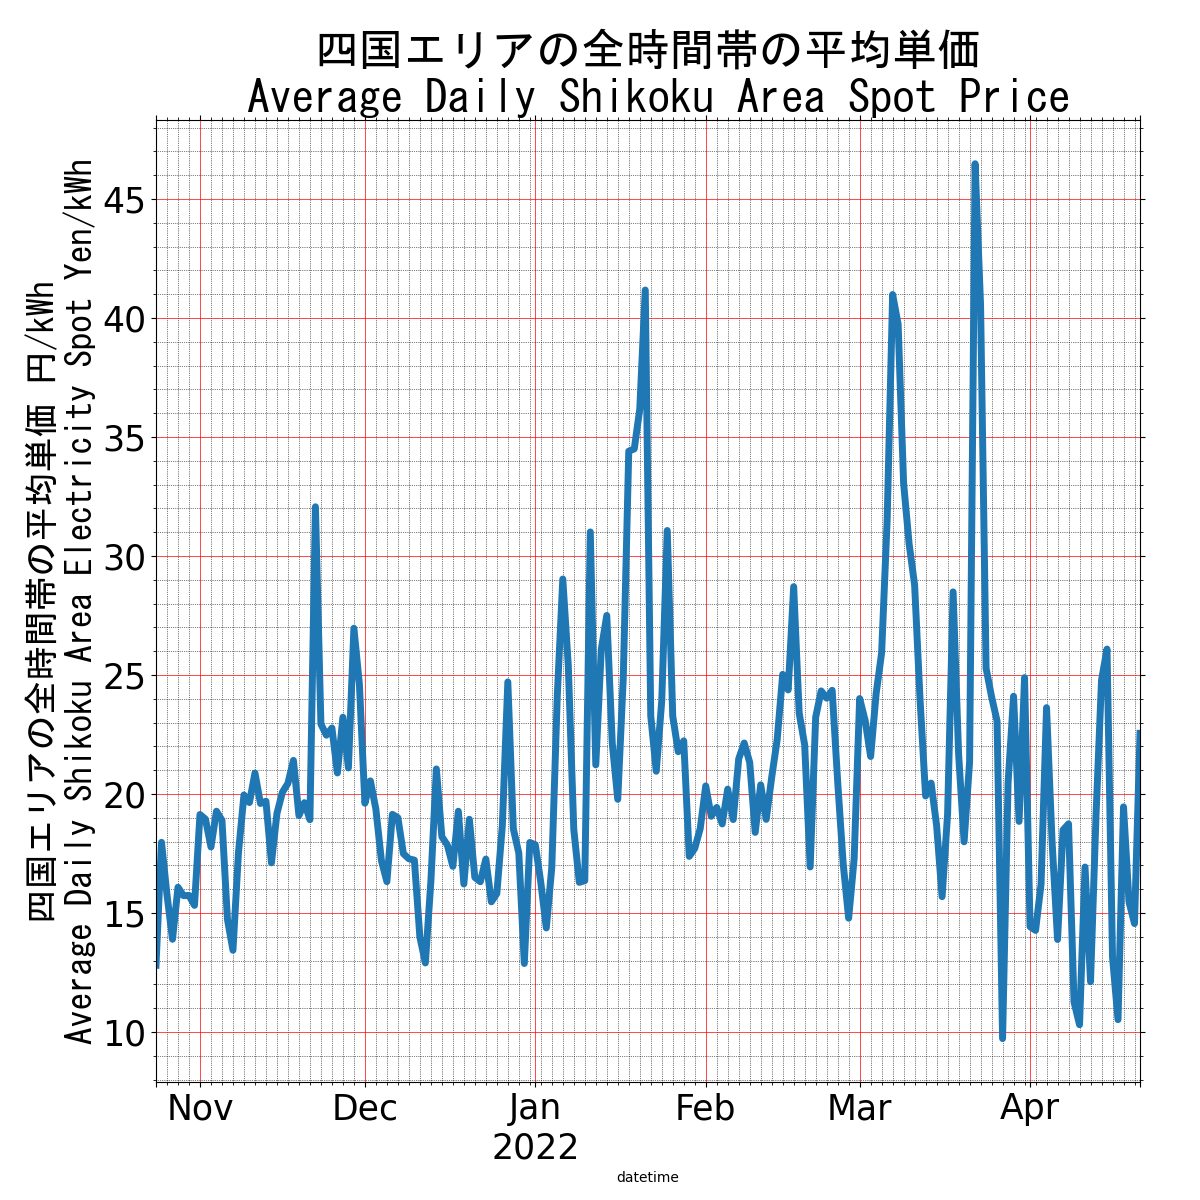 四国エリアの全時間帯の平均単価
Average Daily Shikoku Area Spot Price
四国エリアの全時間帯の平均単価 円/kWh
Average Daily Shikoku Area Electricity Spot Yen/kWh
45
40
35
30
25
20
15
10
Nov
Dec
Jan
2022
Feb
Mar
Apr
datetime